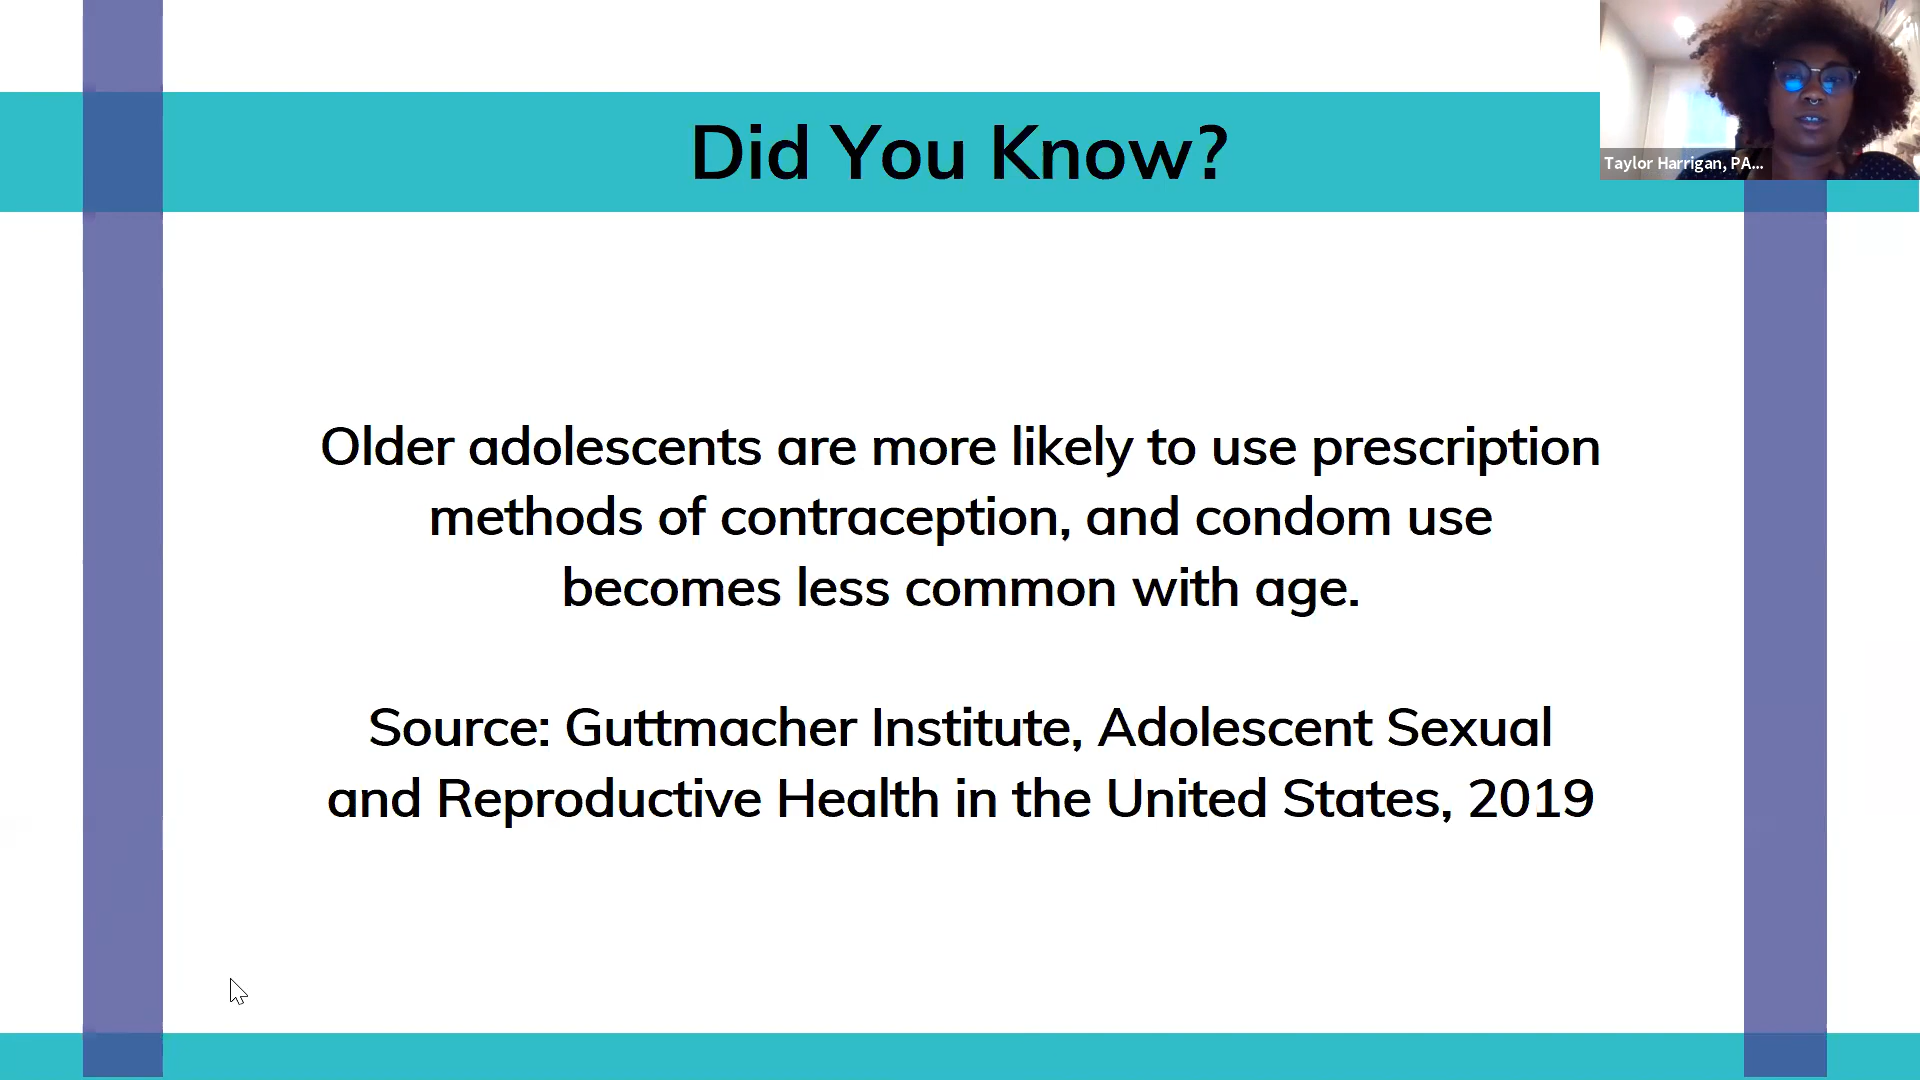 Did You Know?
Taylor Harrigan, PA...
Older adolescents are more likely to use prescription
methods of contraception, and condom use
becomes less common with age.
Source: Guttmacher Institute, Adolescent Sexual
and Reproductive Health in the United States, 2019